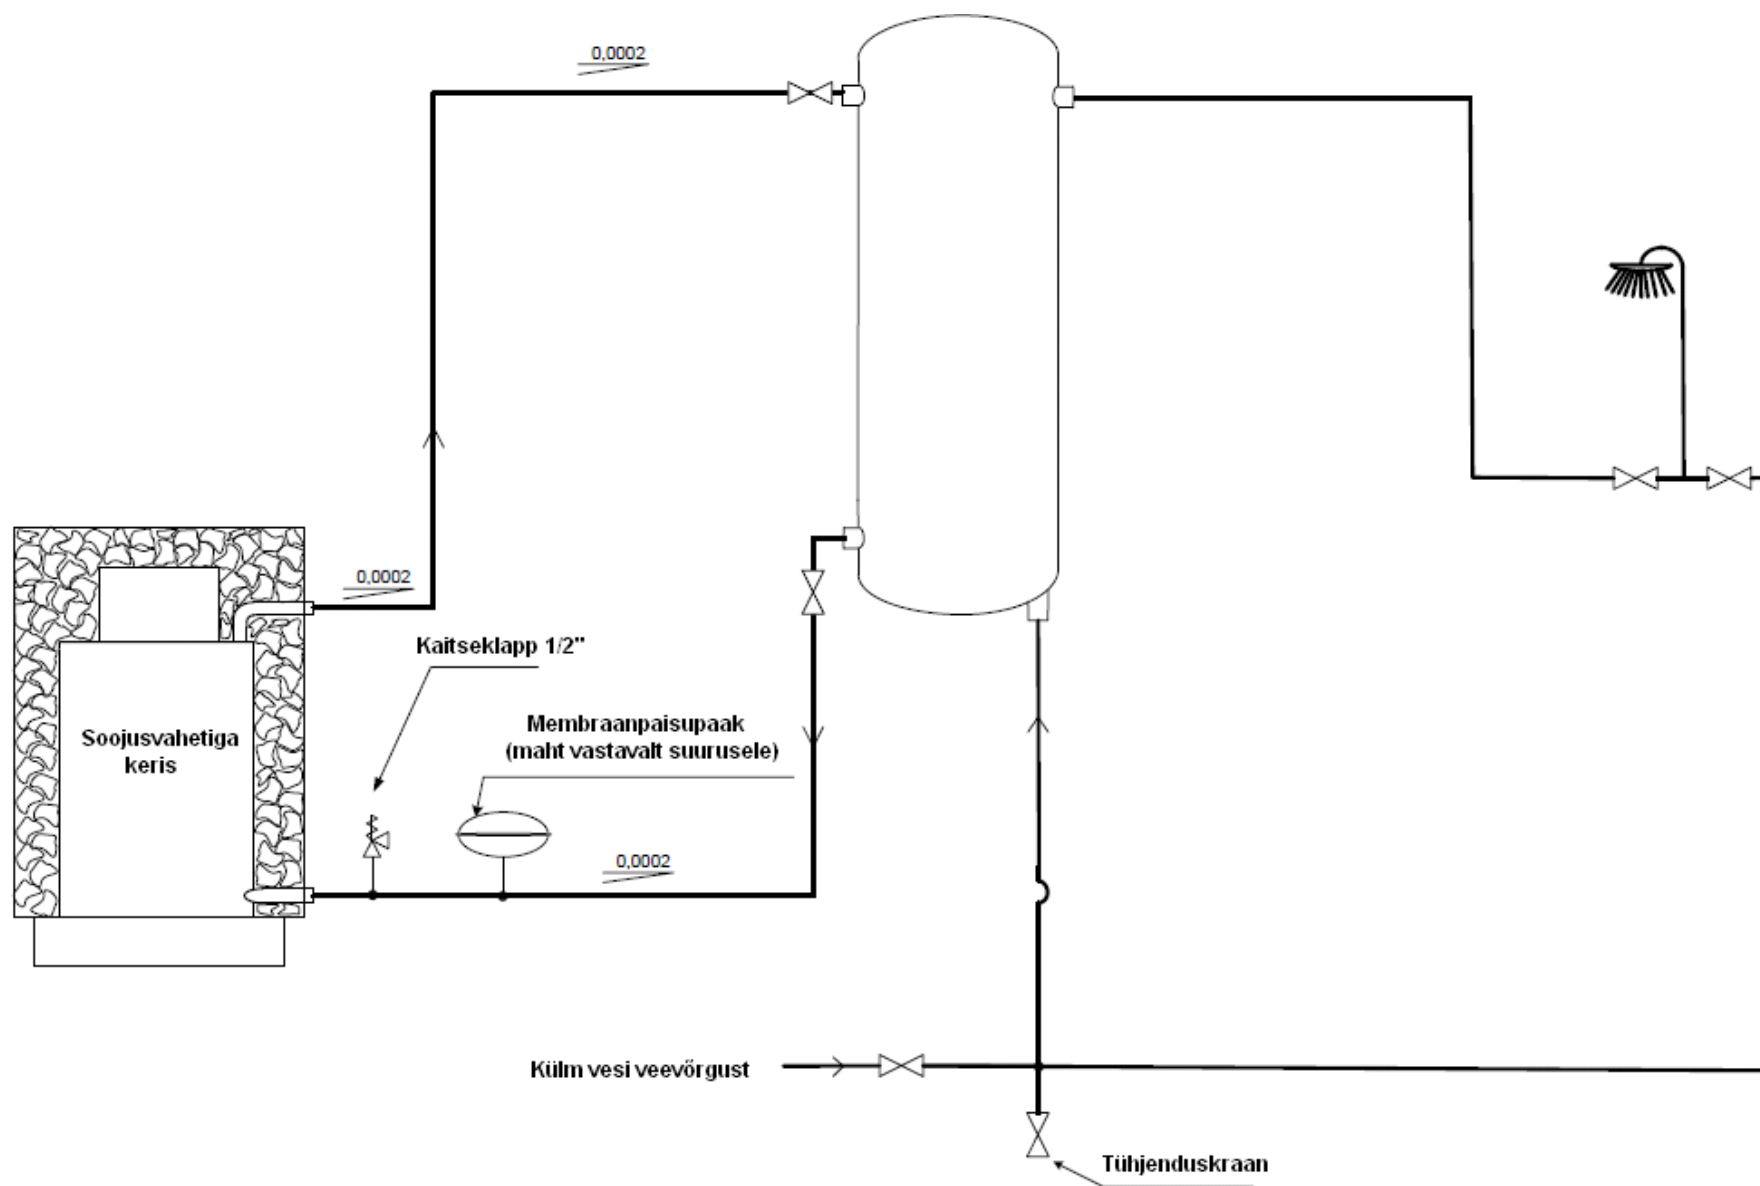 0,0002
0,0002
Kaitseklapp 1/2"
Membraanpaisupaak
(maht vastavalt suurusele)
Soojusvahetiga
keris
0,0002
Külm vesi veevõrgust
Tühjenduskraan